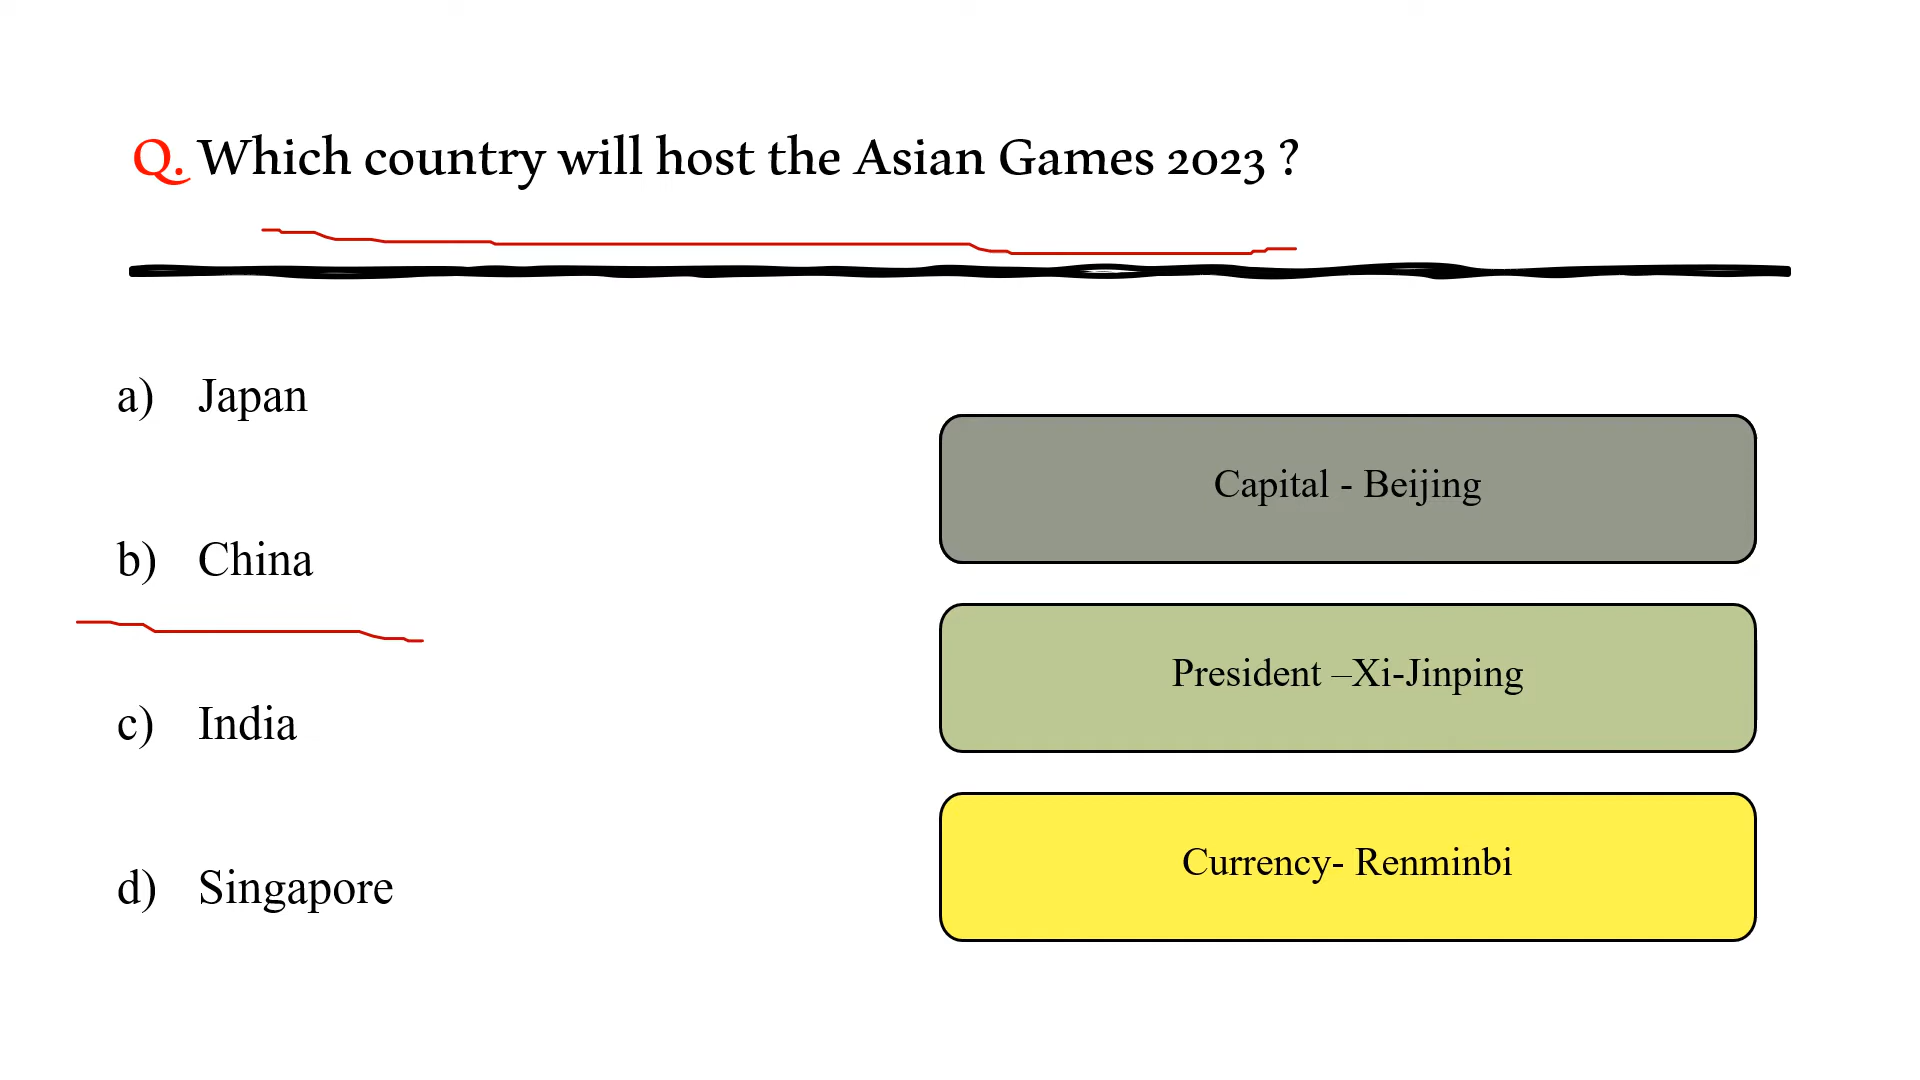 Q. Which country will host the Asian Games 2023 ?
a) Japan
b) China
c) India
d) Singapore
Capital - Beijing
President –Xi-Jinping
Currency- Renminbi